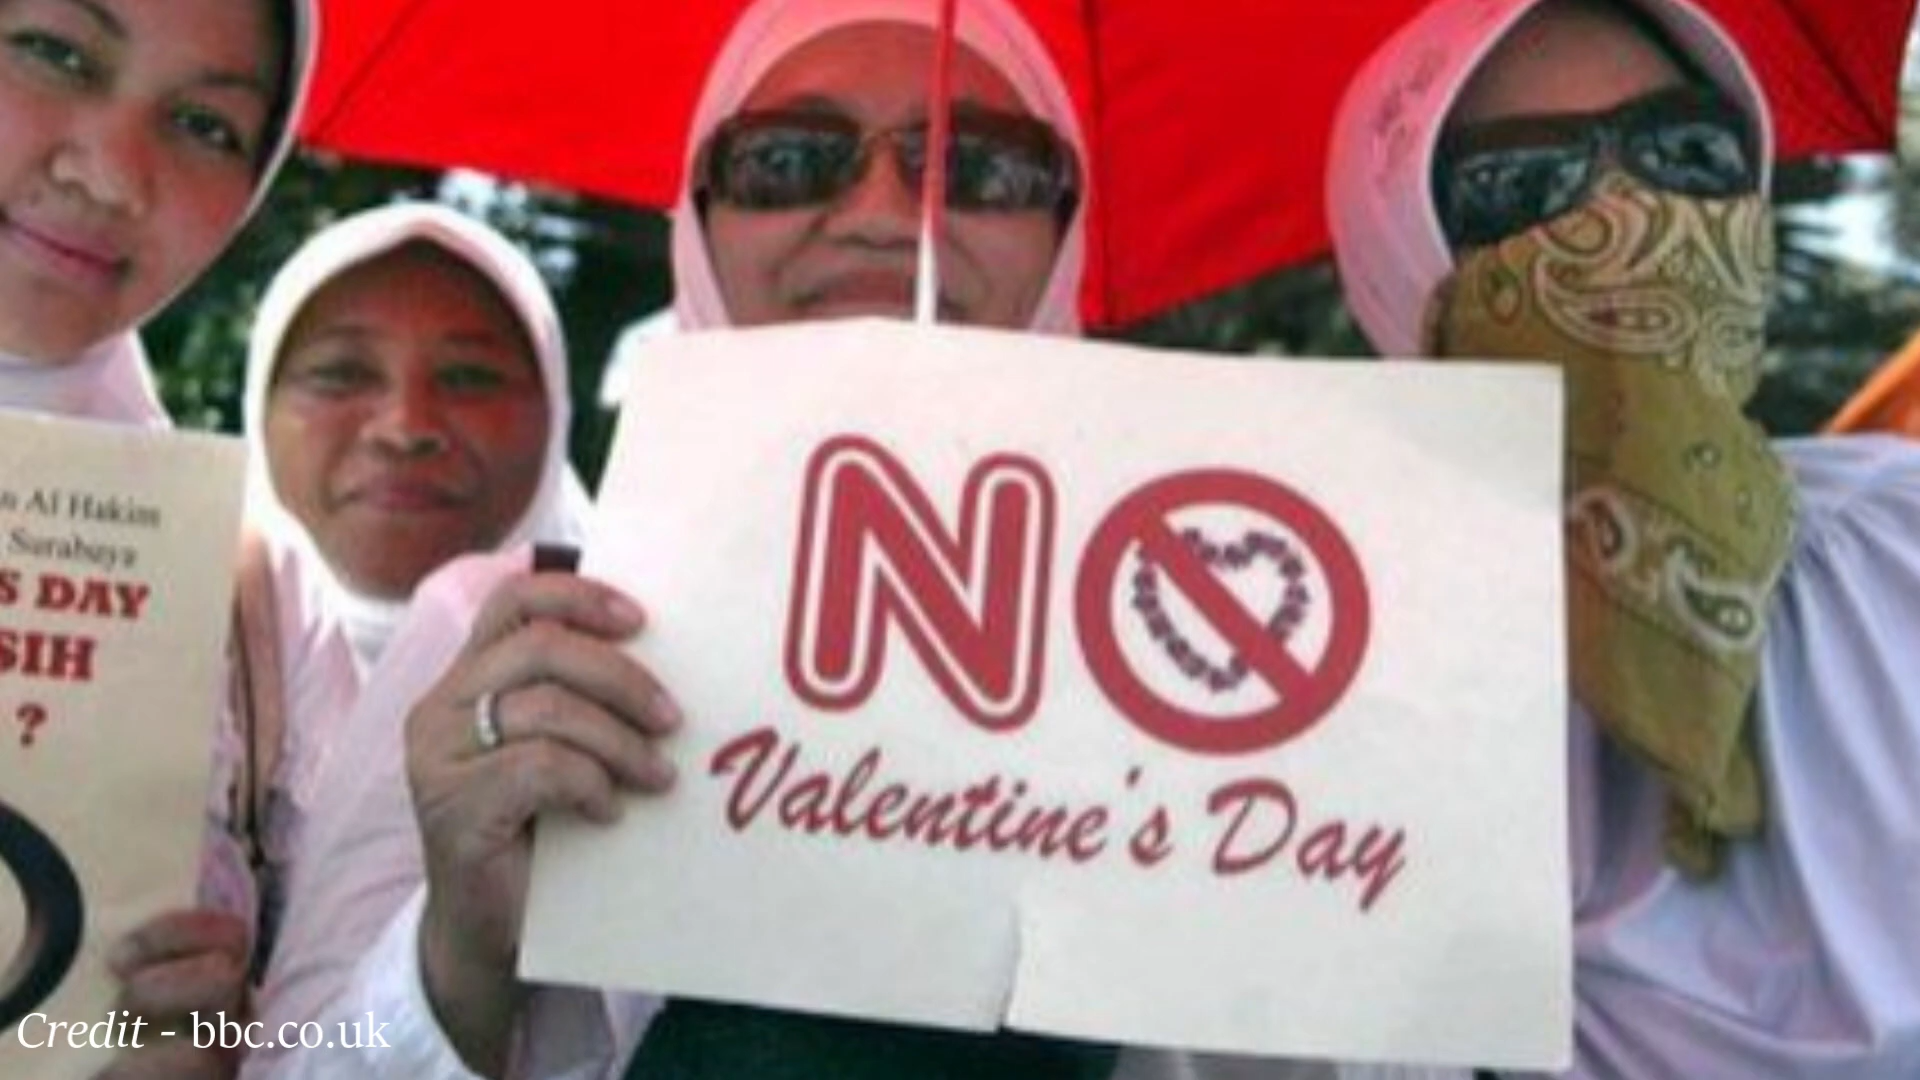 n Al Hakim
Surabaya
S DAY
SIH
?
NO
Valentine's Day
Credit - bbc.co.uk